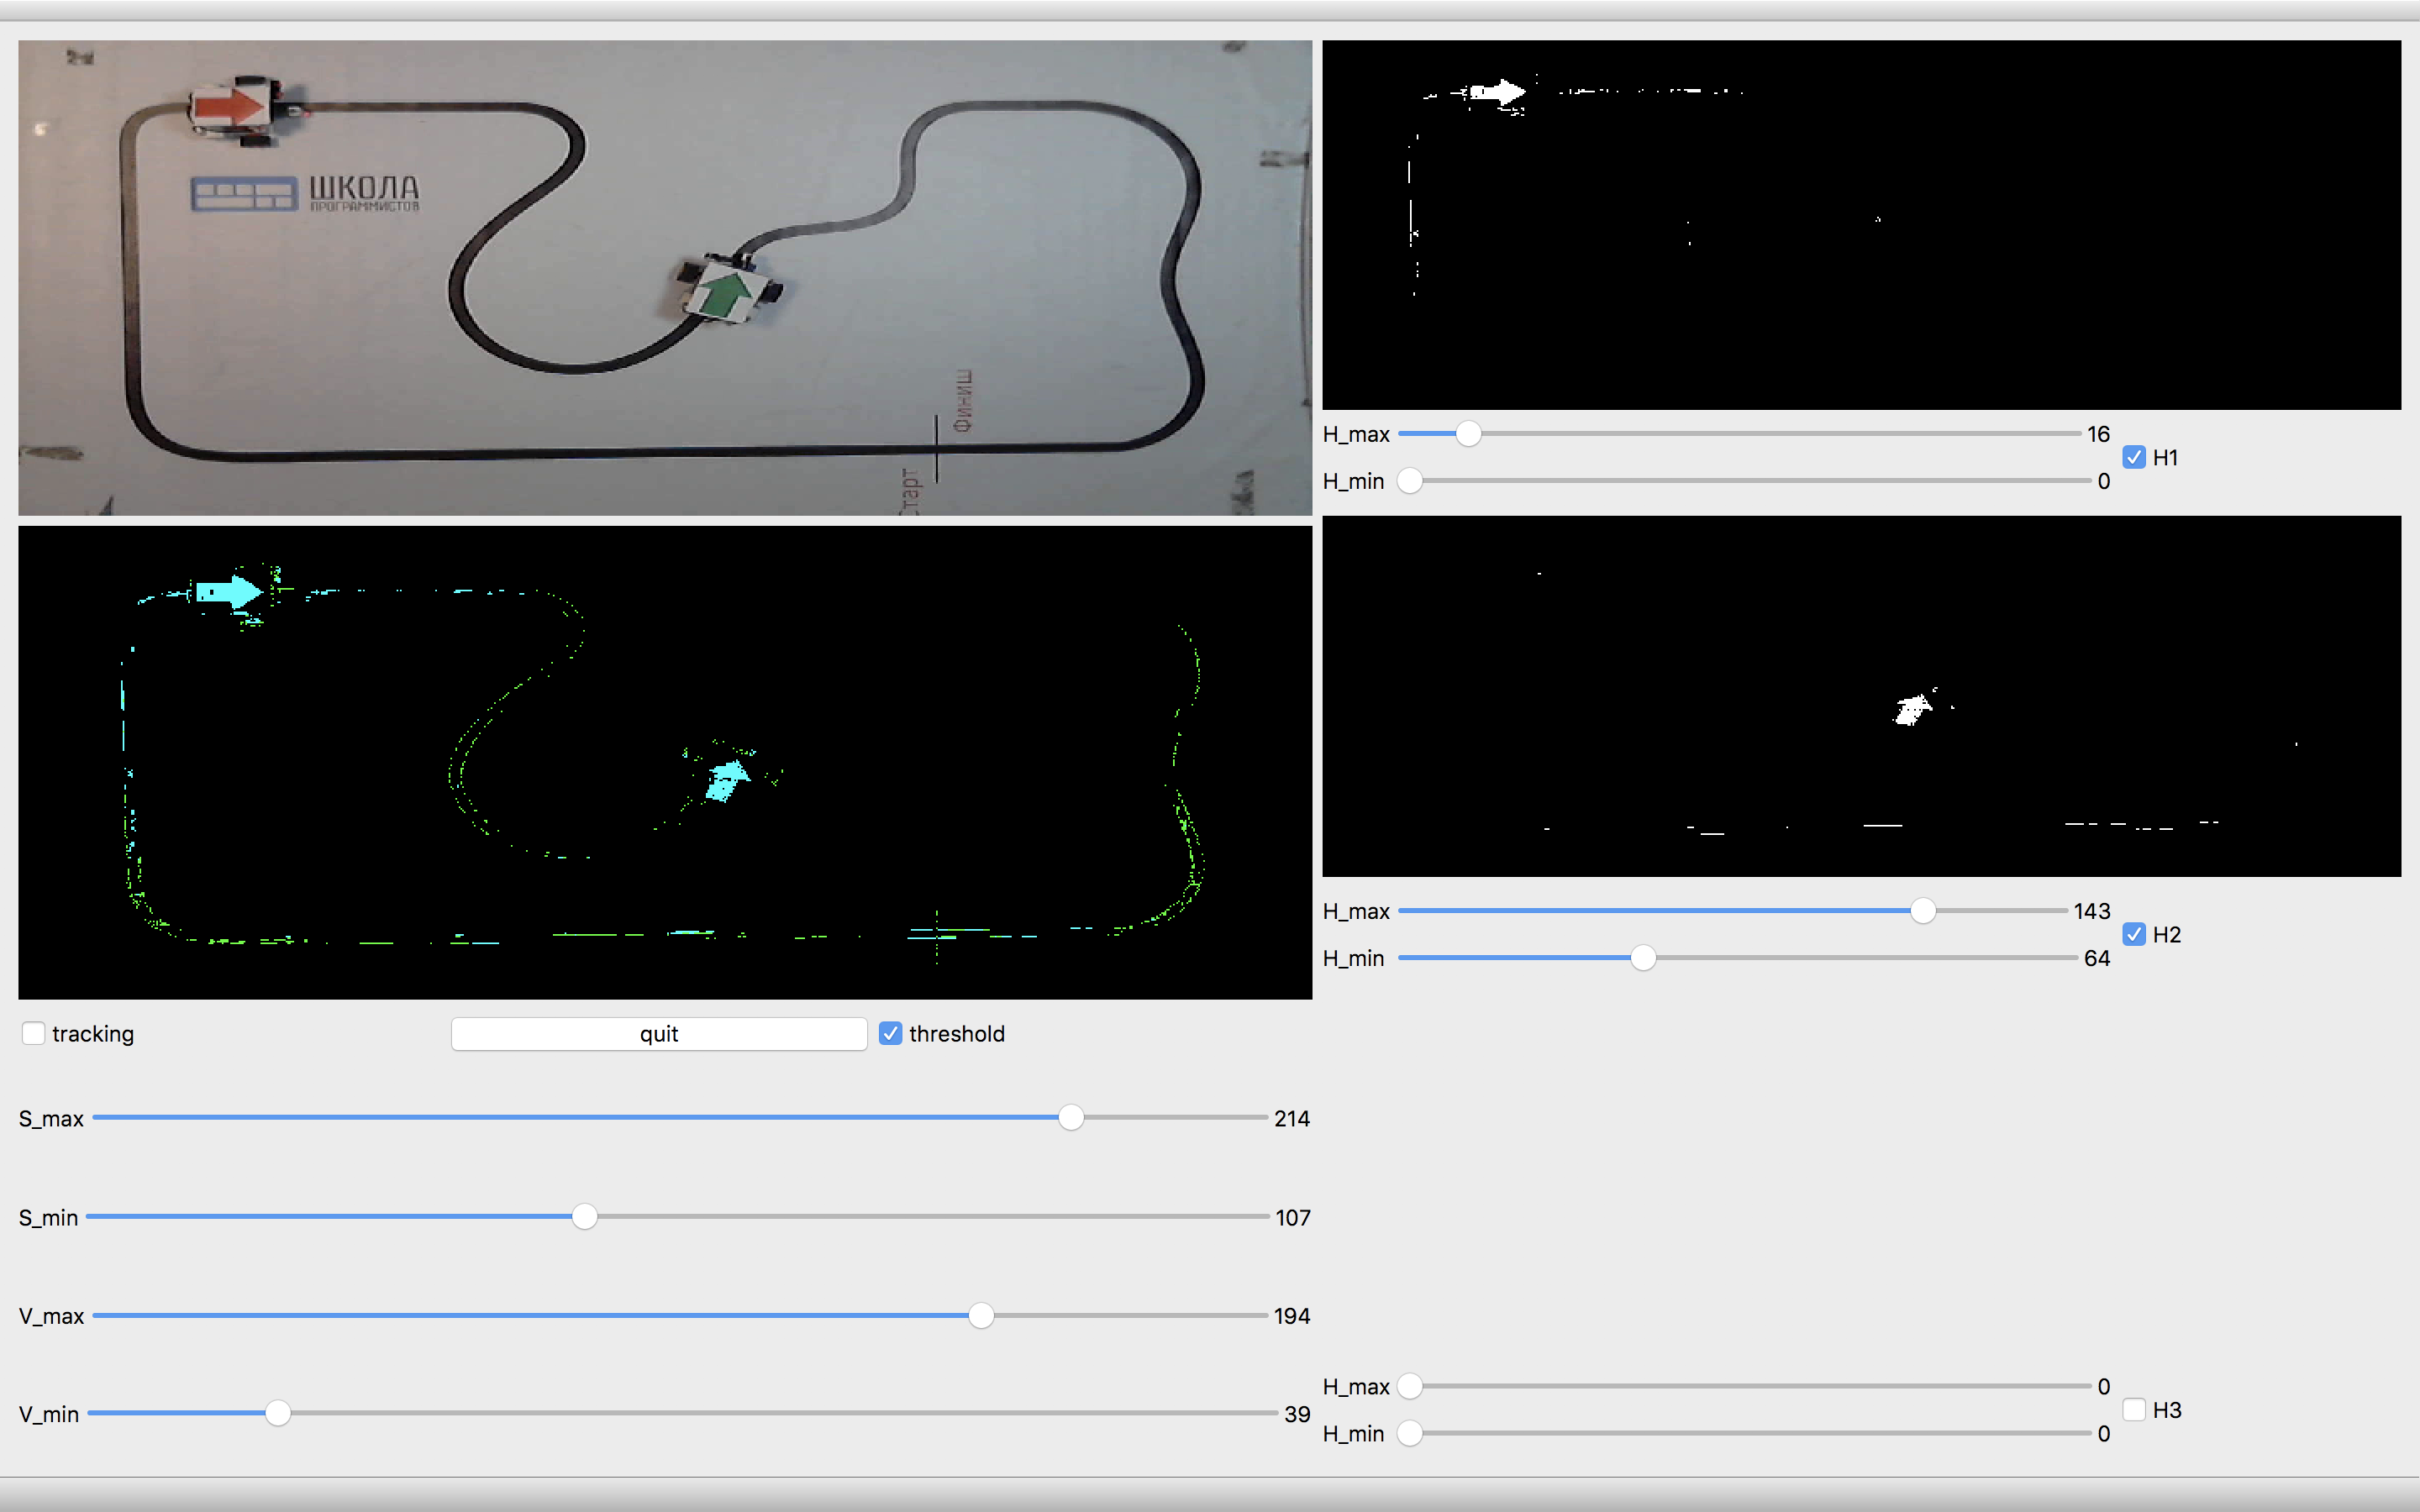 ШКОЛА
ПРОГРАММИСТОВ
Финиш
Старт
H_max 16
H_min 0
H1
H_max 143
H_min 64
H2
tracking
quit
threshold
S_max 214
S_min 107
V_max 194
V_min 39
H_max 0
H_min 0
H3